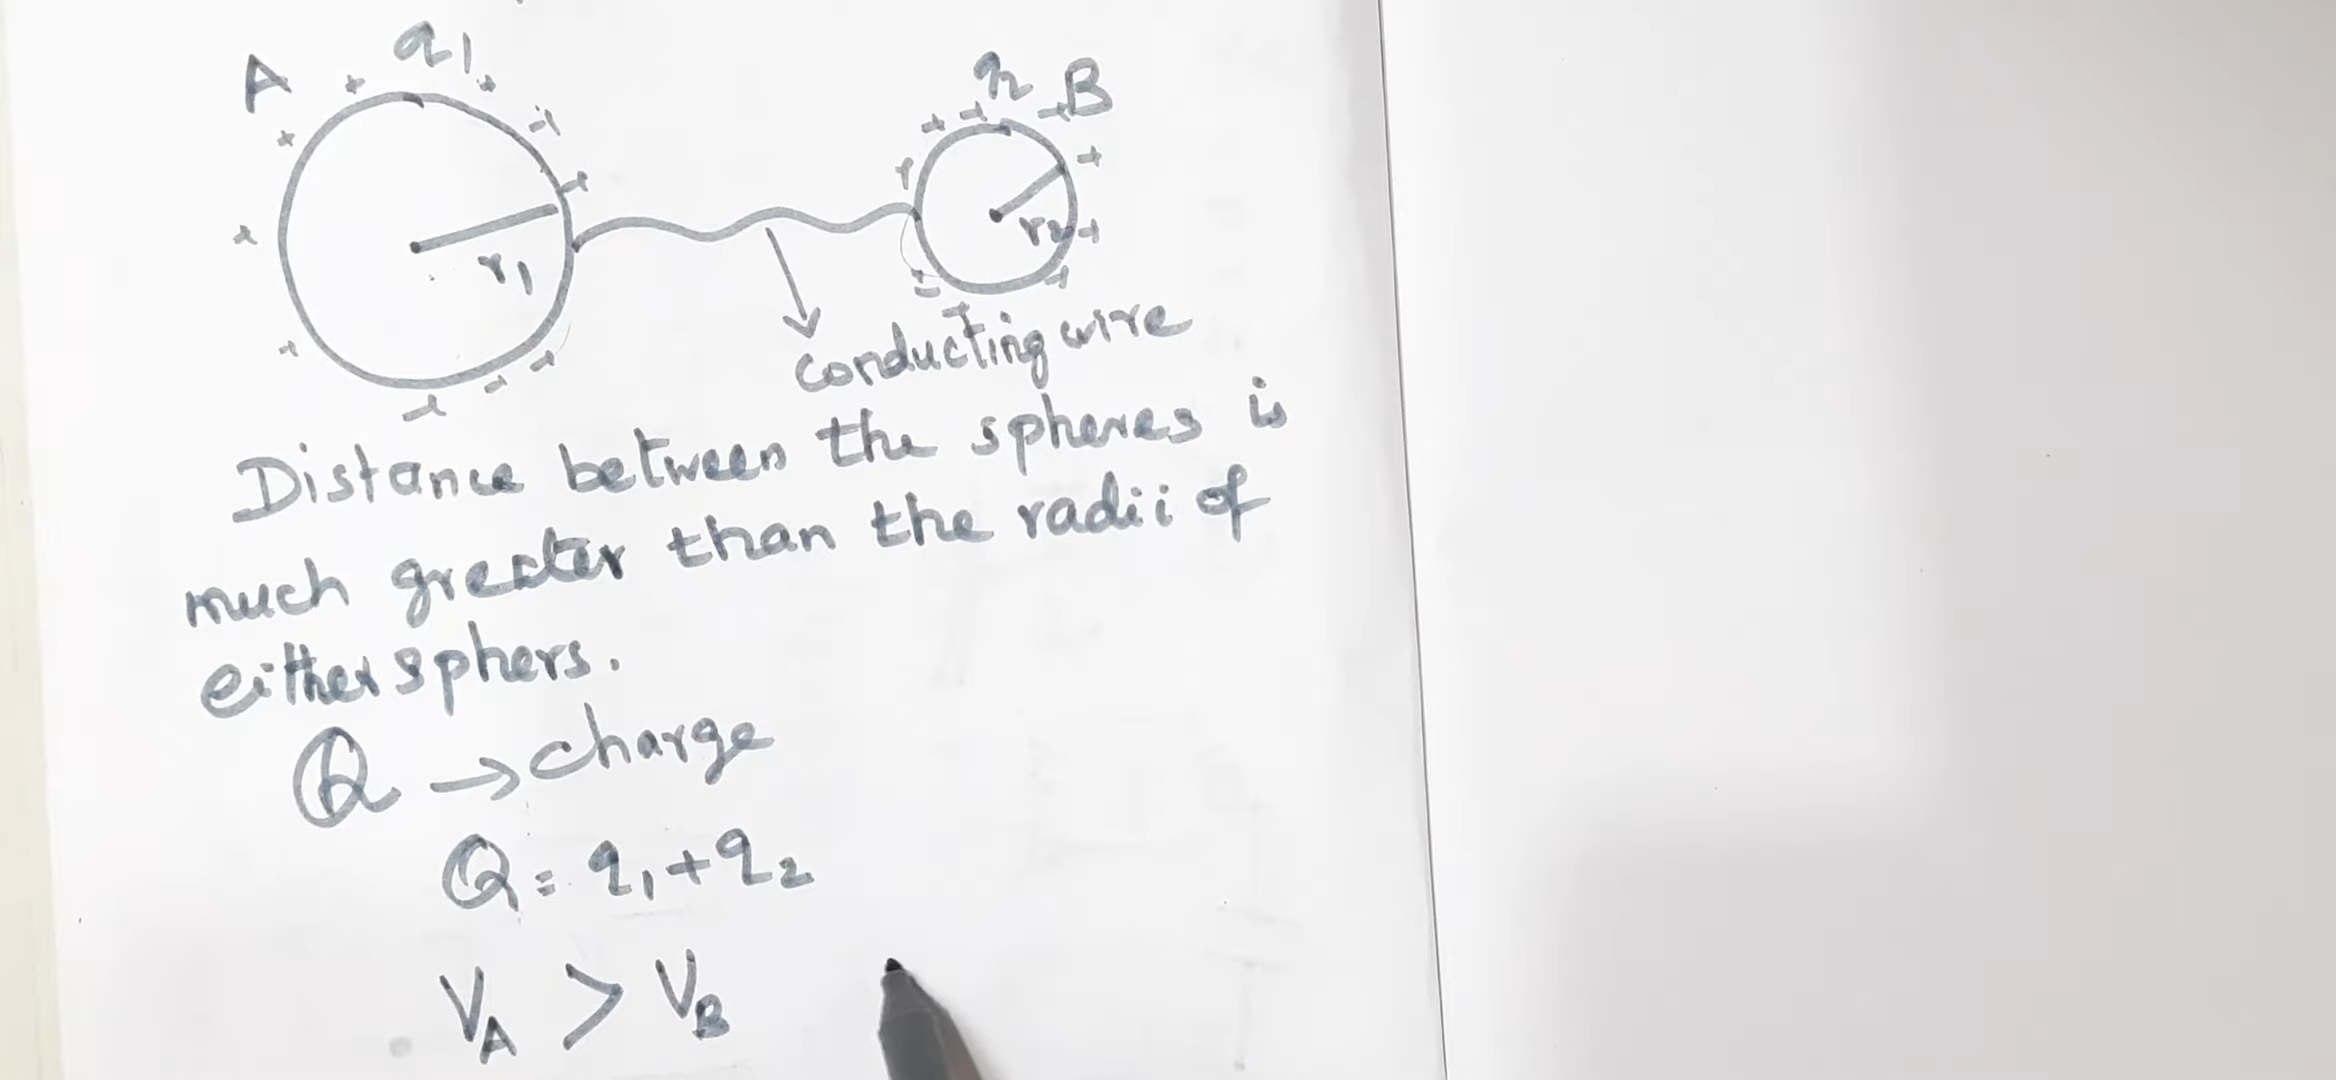 A q1 q2 B
r1 r2
conducting wire
Distance between the spheres is
much greater than the radii of
either sphers.
Q → charge
Q = q1 + q2
VA > VB